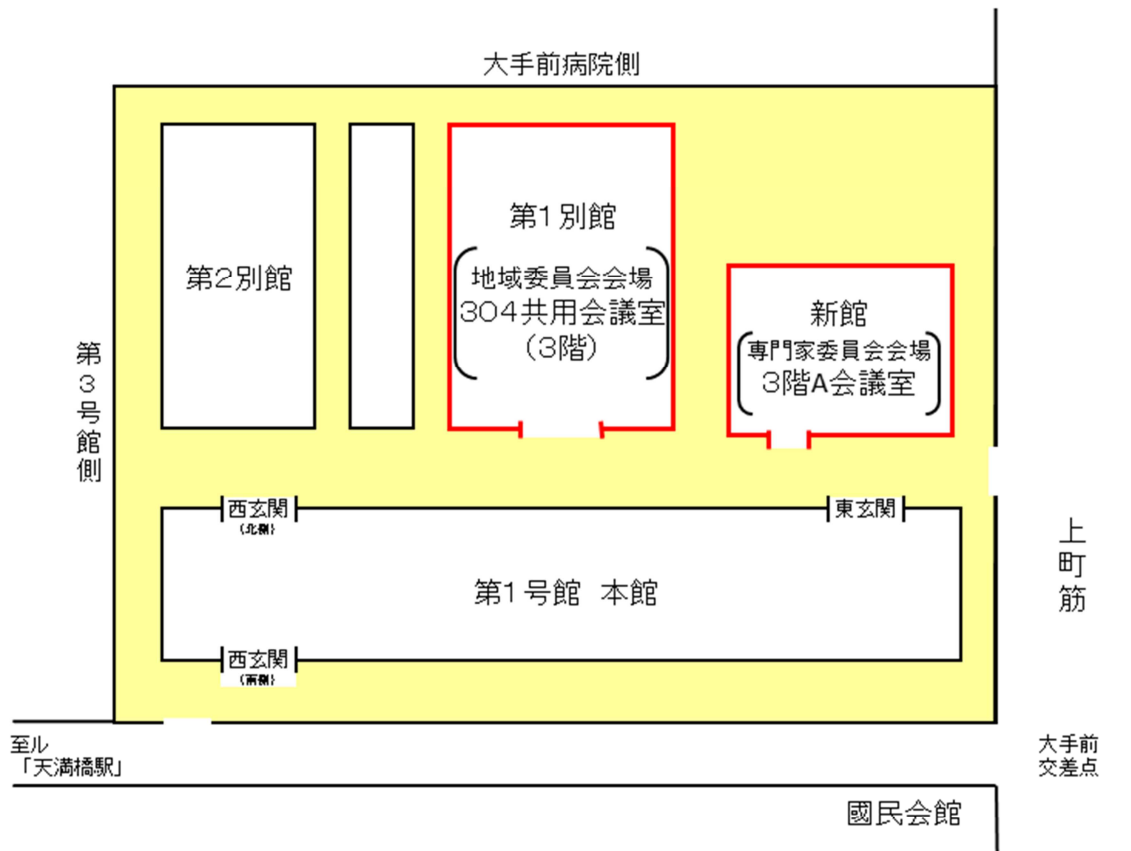 大手前病院側
第1別館
地域委員会会場
304共用会議室
(3階)
第2別館
新館
専門家委員会会場
3階A会議室
第3号館側
西玄関
(北側)
東玄関
第1号館 本館
上町筋
西玄関
(南側)
至ル
「天満橋駅」
大手前
交差点
國民会館